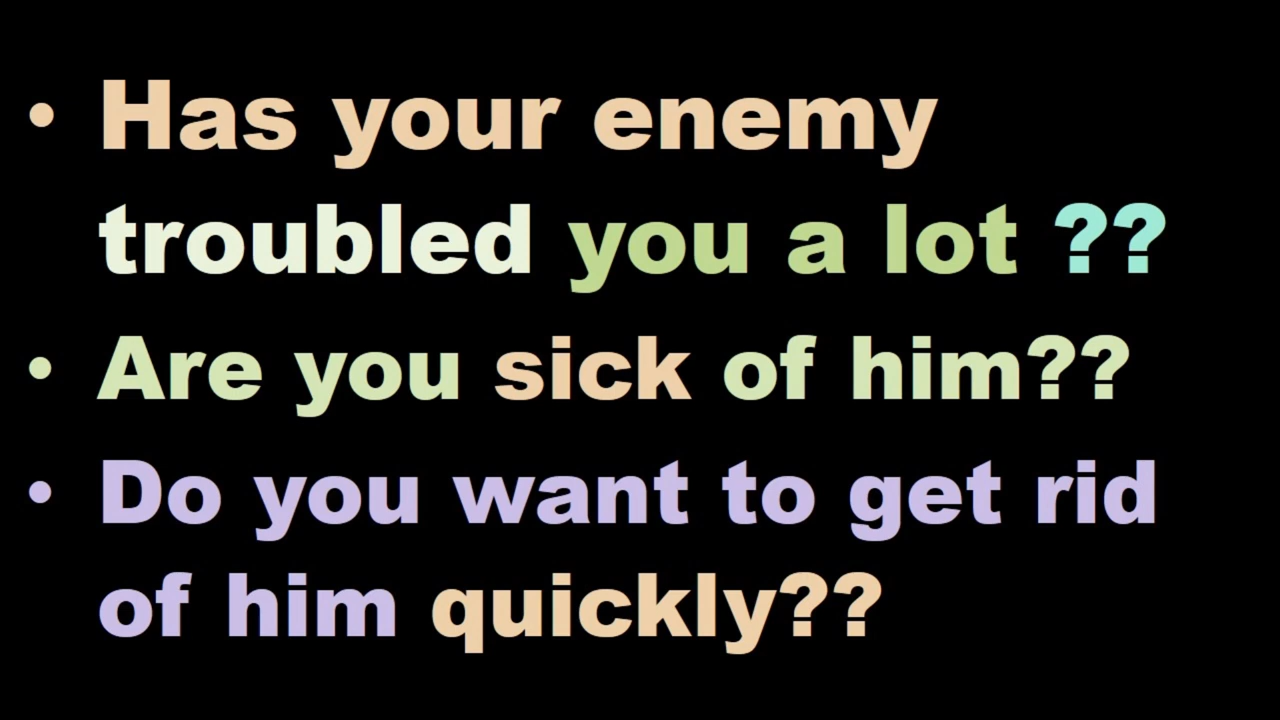 • Has your enemy
troubled you a lot ??
• Are you sick of him??
• Do you want to get rid
of him quickly??